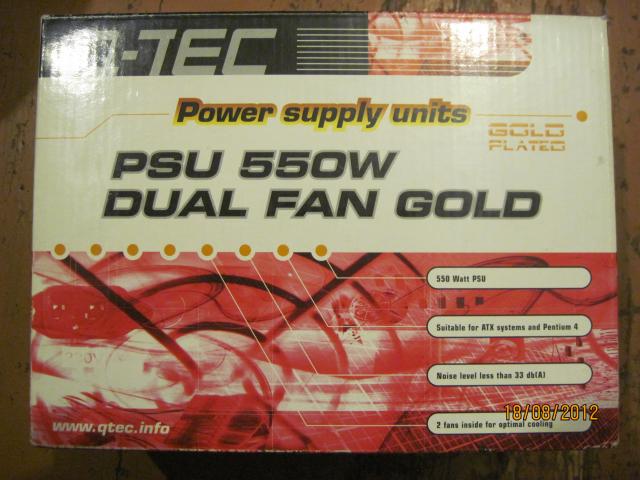 Q-TEC
Power supply units
GOLD
PLATED
PSU 550W
DUAL FAN GOLD
550 Watt PSU
Suitable for ATX systems and Pentium 4
Noise level less than 33 db(A)
18/08/2012
2 fans inside for optimal cooling
www.qtec.info